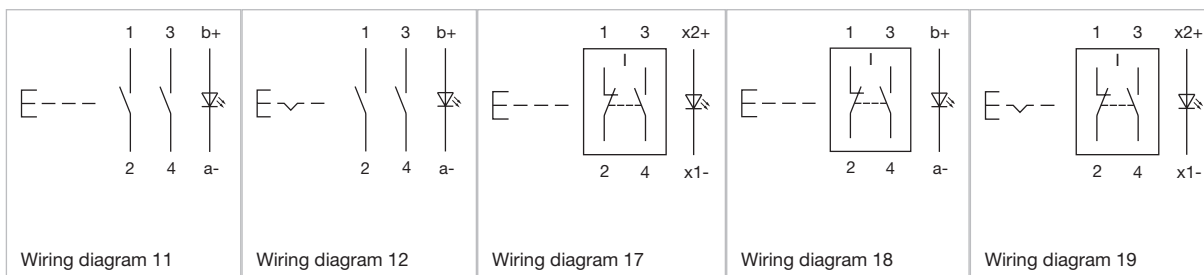 1 3 b+
2 4 a-
Wiring diagram 11
1 3 b+
2 4 a-
Wiring diagram 12
1 3 x2+
I
2 4 x1-
Wiring diagram 17
1 3 b+
I
2 4 a-
Wiring diagram 18
1 3 x2+
I
2 4 x1-
Wiring diagram 19